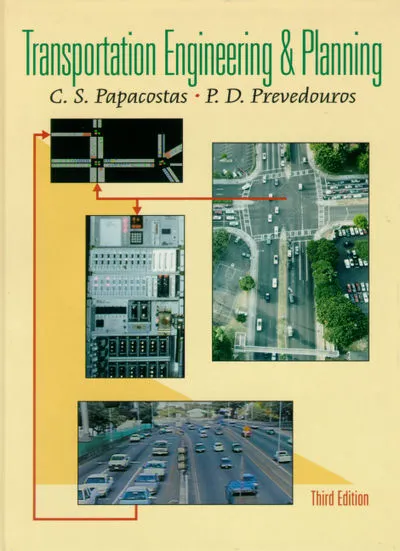 Transportation Engineering & Planning
C. S. Papacostas • P. D. Prevedouros
Third Edition